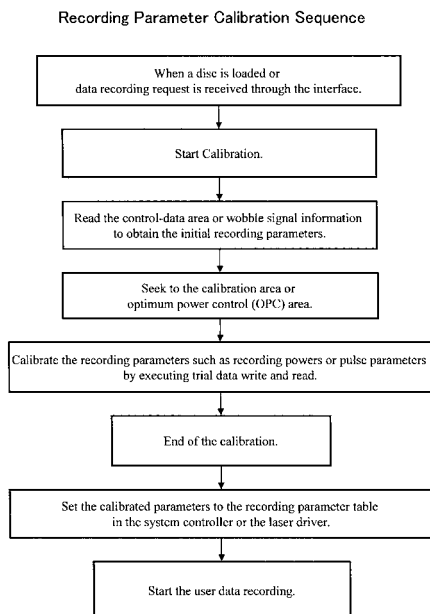 Recording Parameter Calibration Sequence
When a disc is loaded or
data recording request is received through the interface.
Start Calibration.
Read the control-data area or wobble signal information
to obtain the initial recording parameters.
Seek to the calibration area or
optimum power control (OPC) area.
Calibrate the recording parameters such as recording powers or pulse parameters
by executing trial data write and read.
End of the calibration.
Set the calibrated parameters to the recording parameter table
in the system controller or the laser driver.
Start the user data recording.